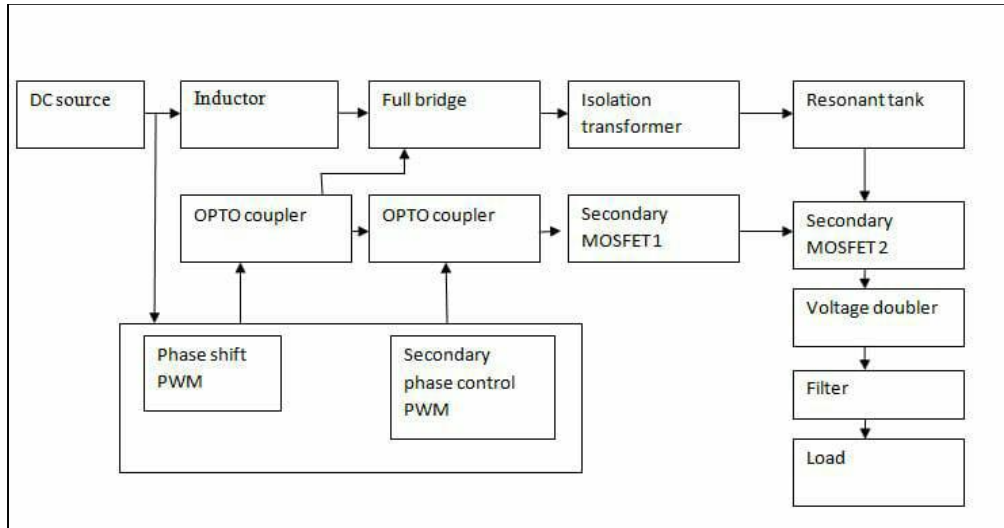 DC source
Inductor
Full bridge
Isolation
transformer
Resonant tank
OPTO coupler
OPTO coupler
Secondary
MOSFET1
Secondary
MOSFET 2
Voltage doubler
Phase shift
PWM
Secondary
phase control
PWM
Filter
Load